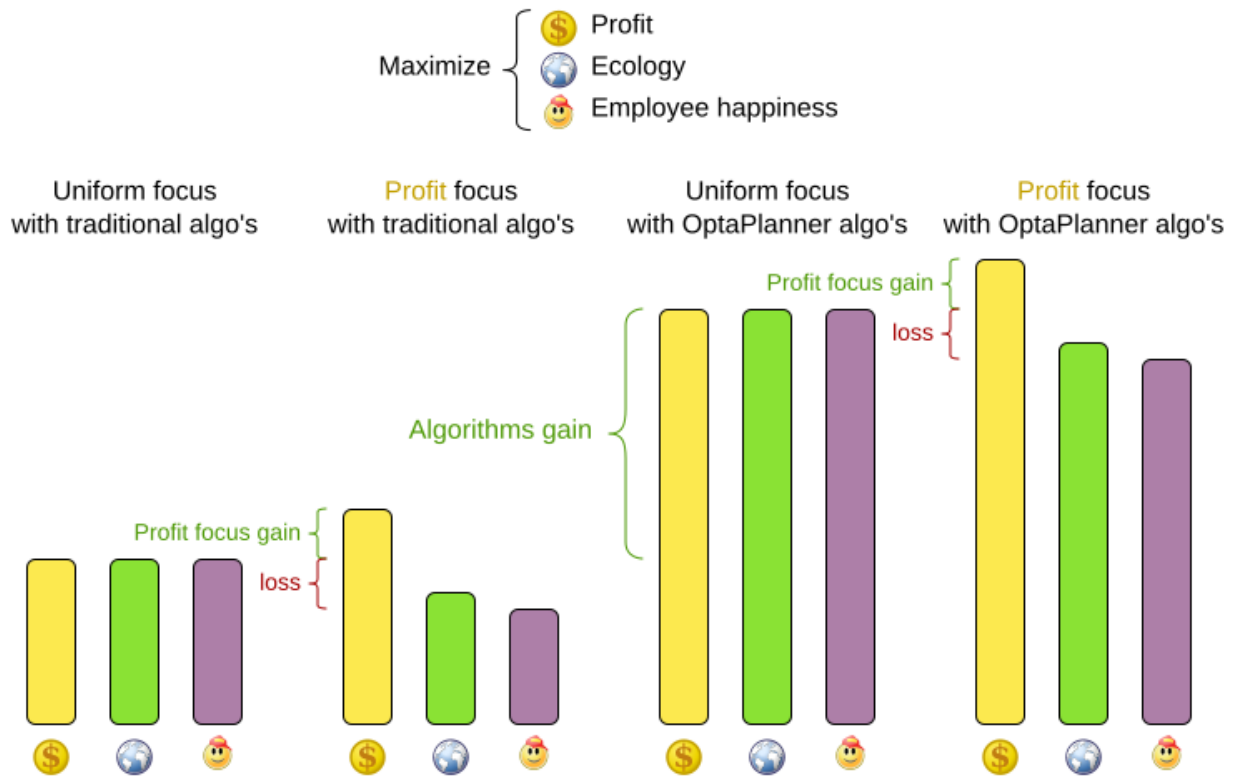 Maximize
Profit
Ecology
Employee happiness
Uniform focus
with traditional algo's
Profit focus
with traditional algo's
Uniform focus
with OptaPlanner algo's
Profit focus
with OptaPlanner algo's
Profit focus gain
loss
Algorithms gain
Profit focus gain
loss
$
$
$
$
$